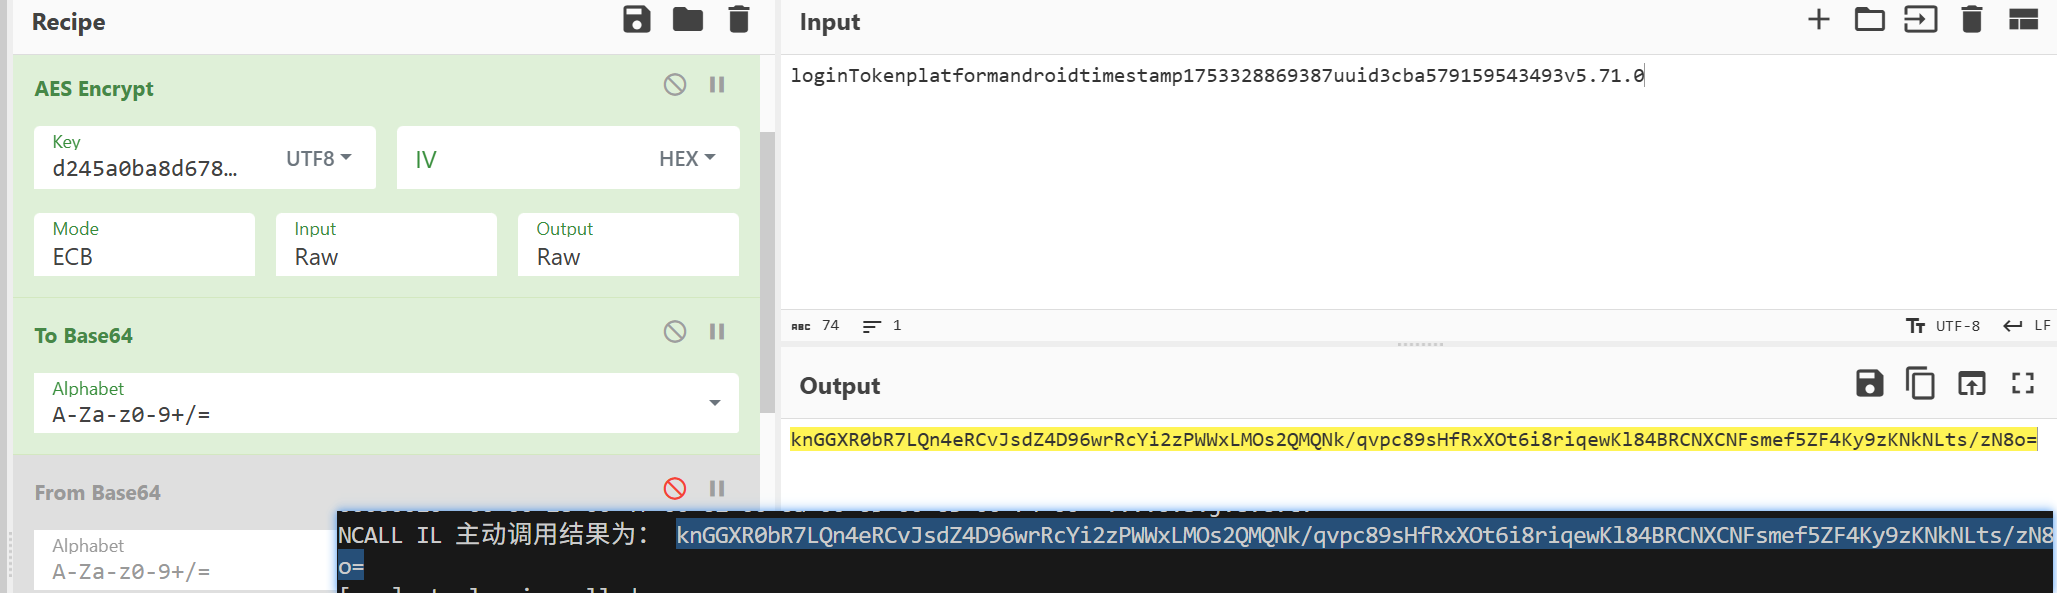 Recipe
AES Encrypt
Key
d245a0ba8d678…
UTF8
IV
HEX
Mode
ECB
Input
Raw
Output
Raw
To Base64
Alphabet
A-Za-z0-9+/=
From Base64
Alphabet
A-Za-z0-9+/=
Input
loginTokenplatformandroidtimestamp1753328869387uuid3cba579159543493v5.71.0
ABC 74 1
TT UTF-8 LF
Output
knGGXR0bR7LQn4eRCvJsdZ4D96wrRcYi2zPWWxLMOs2QMQNk/qvpc89sHfRxXOt6i8riqewKl84BRCNXCNFsmef5ZF4Ky9zKNkNLts/zN8o=
NCALL IL 主动调用结果为： knGGXR0bR7LQn4eRCvJsdZ4D96wrRcYi2zPWWxLMOs2QMQNk/qvpc89sHfRxXOt6i8riqewKl84BRCNXCNFsmef5ZF4Ky9zKNkNLts/zN8
o=